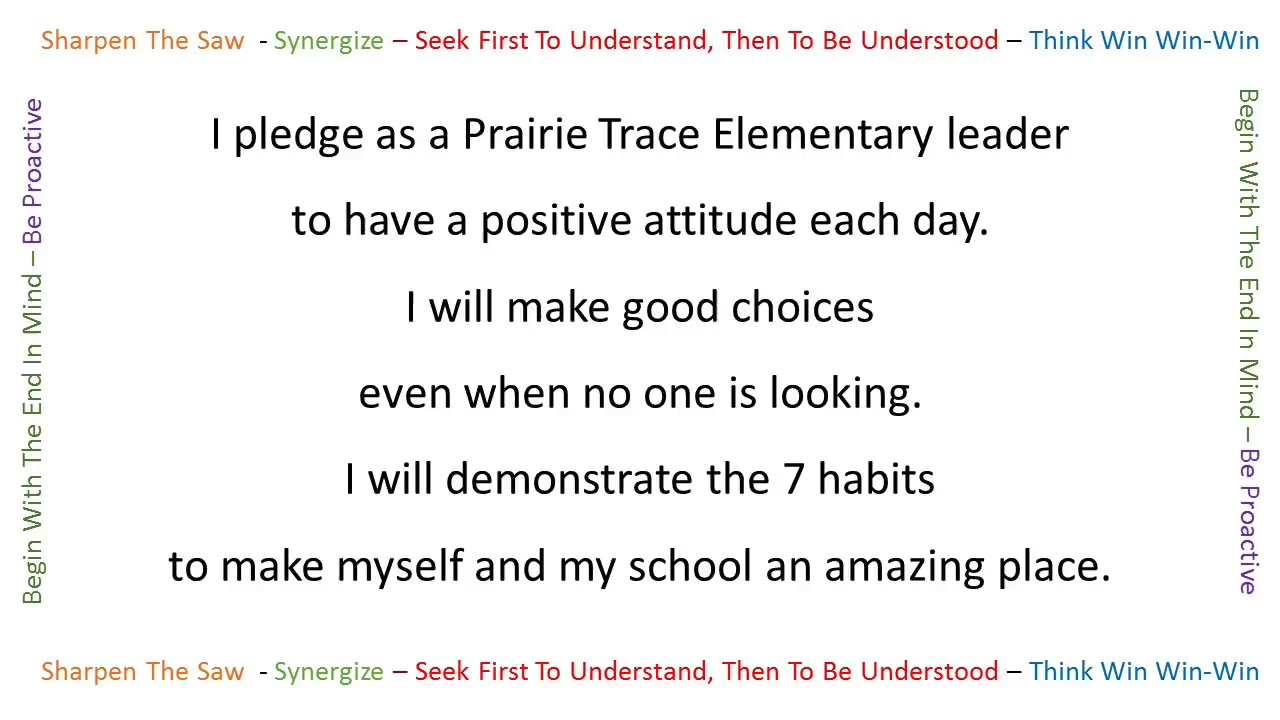 Sharpen The Saw - Synergize – Seek First To Understand, Then To Be Understood – Think Win Win-Win
Begin With The End In Mind – Be Proactive
I pledge as a Prairie Trace Elementary leader
to have a positive attitude each day.
I will make good choices
even when no one is looking.
I will demonstrate the 7 habits
to make myself and my school an amazing place.
Begin With The End In Mind – Be Proactive
Sharpen The Saw - Synergize – Seek First To Understand, Then To Be Understood – Think Win Win-Win